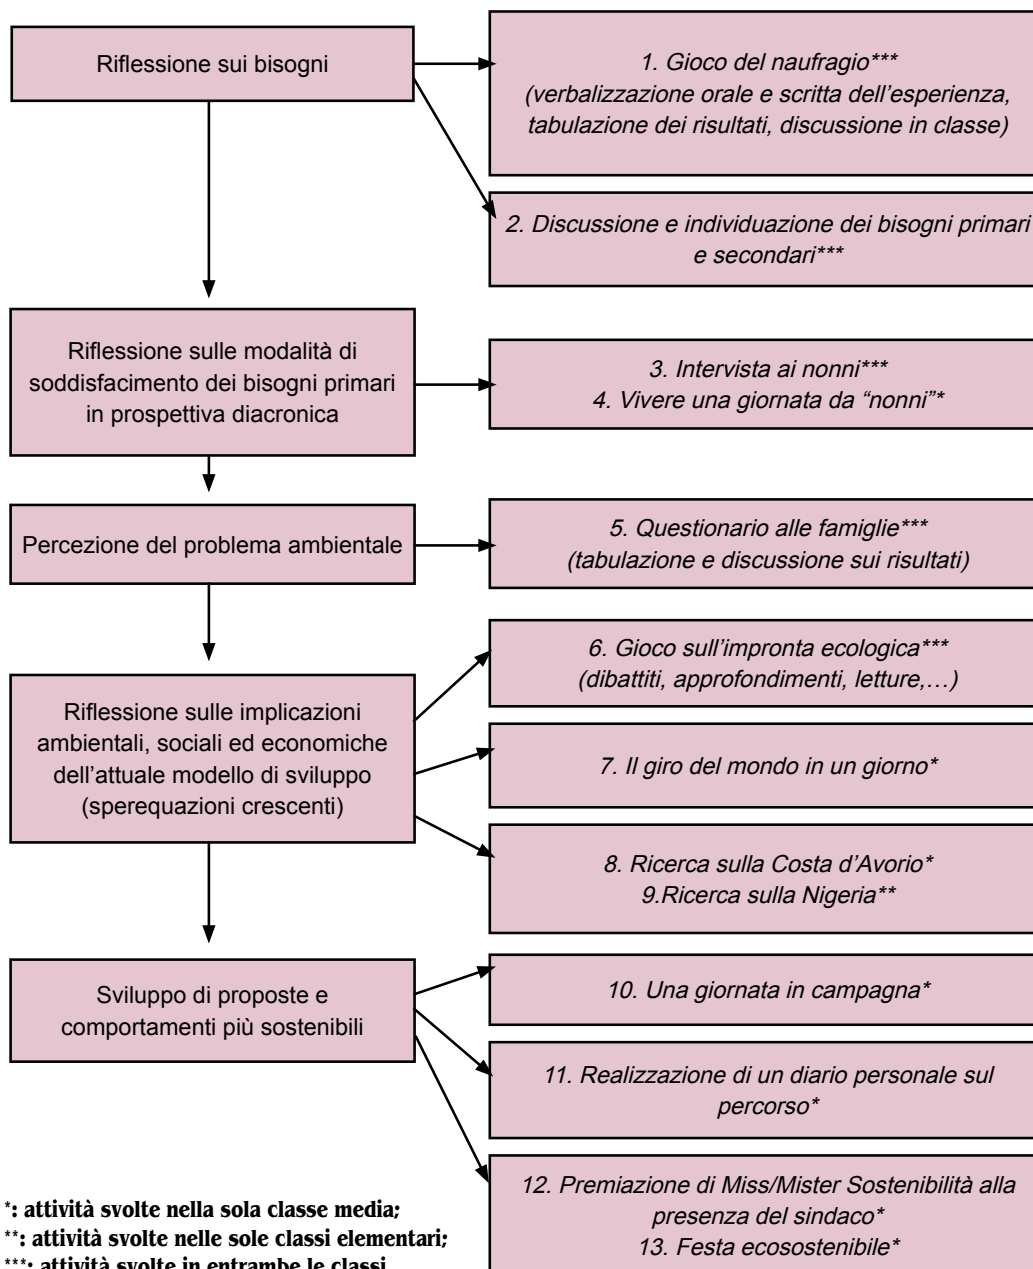 Riflessione sui bisogni
1. Gioco del naufragio***
(verbalizzazione orale e scritta dell'esperienza,
tabulazione dei risultati, discussione in classe)
2. Discussione e individuazione dei bisogni primari
e secondari***
Riflessione sulle modalità di
soddisfacimento dei bisogni primari
in prospettiva diacronica
3. Intervista ai nonni***
4. Vivere una giornata da “nonni”*
Percezione del problema ambientale
5. Questionario alle famiglie***
(tabulazione e discussione sui risultati)
Riflessione sulle implicazioni
ambientali, sociali ed economiche
dell'attuale modello di sviluppo
(sperequazioni crescenti)
6. Gioco sull'impronta ecologica***
(dibattiti, approfondimenti, letture,…)
7. Il giro del mondo in un giorno*
8. Ricerca sulla Costa d'Avorio*
9.Ricerca sulla Nigeria**
Sviluppo di proposte e
comportamenti più sostenibili
10. Una giornata in campagna*
11. Realizzazione di un diario personale sul
percorso*
12. Premiazione di Miss/Mister Sostenibilità alla
presenza del sindaco*
13. Festa ecosostenibile*
*: attività svolte nella sola classe media;
**: attività svolte nelle sole classi elementari;
***: attività svolte in entrambe le classi